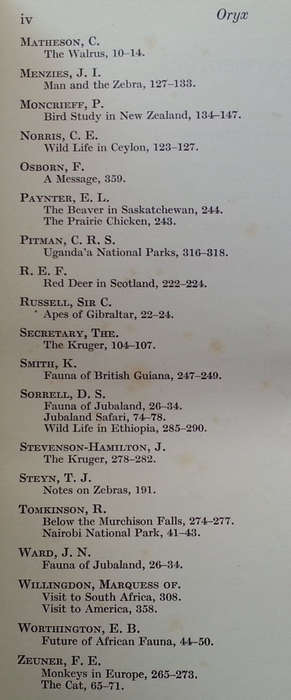 iv Oryx
MATHESON, C.
The Walrus, 10–14.
MENZIES, J. I.
Man and the Zebra, 127–133.
MONCRIEFF, P.
Bird Study in New Zealand, 134–147.
NORRIS, C. E.
Wild Life in Ceylon, 123–127.
OSBORN, F.
A Message, 359.
PAYNTER, E. L.
The Beaver in Saskatchewan, 244.
The Prairie Chicken, 243.
PITMAN, C. R. S.
Uganda'a National Parks, 316–318.
R. E. F.
Red Deer in Scotland, 222–224.
RUSSELL, SIR C.
Apes of Gibraltar, 22–24.
SECRETARY, THE.
The Kruger, 104–107.
SMITH, K.
Fauna of British Guiana, 247–249.
SORRELL, D. S.
Fauna of Jubaland, 26–34.
Jubaland Safari, 74–78.
Wild Life in Ethiopia, 285–290.
STEVENSON-HAMILTON, J.
The Kruger, 278–282.
STEYN, T. J.
Notes on Zebras, 191.
TOMKINSON, R.
Below the Murchison Falls, 274–277.
Nairobi National Park, 41–43.
WARD, J. N.
Fauna of Jubaland, 26–34.
WILLINGDON, MARQUESS OF.
Visit to South Africa, 308.
Visit to America, 358.
WORTHINGTON, E. B.
Future of African Fauna, 44–50.
ZEUNER, F. E.
Monkeys in Europe, 265–273.
The Cat, 65–71.